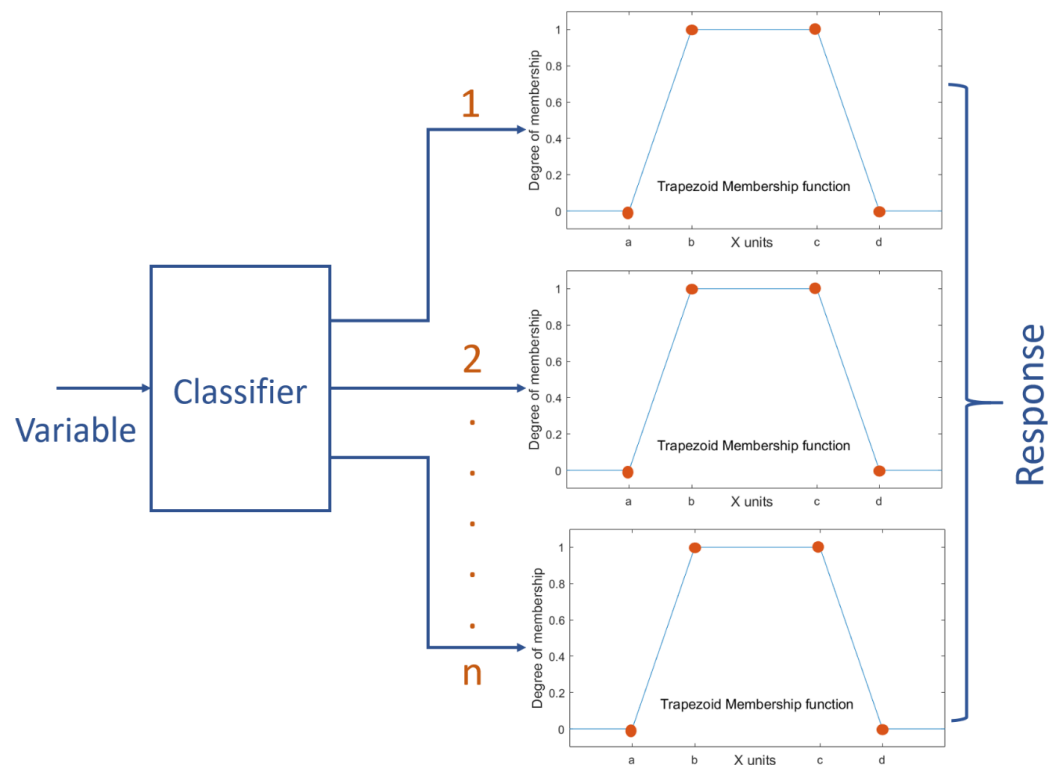 Variable
Classifier
1
2
n
Degree of membership
1
0.8
0.6
0.4
0.2
0
Trapezoid Membership function
a
b
X units
c
d
Degree of membership
1
0.8
0.6
0.4
0.2
0
Trapezoid Membership function
a
b
X units
c
d
Degree of membership
1
0.8
0.6
0.4
0.2
0
Trapezoid Membership function
a
b
X units
c
d
Response